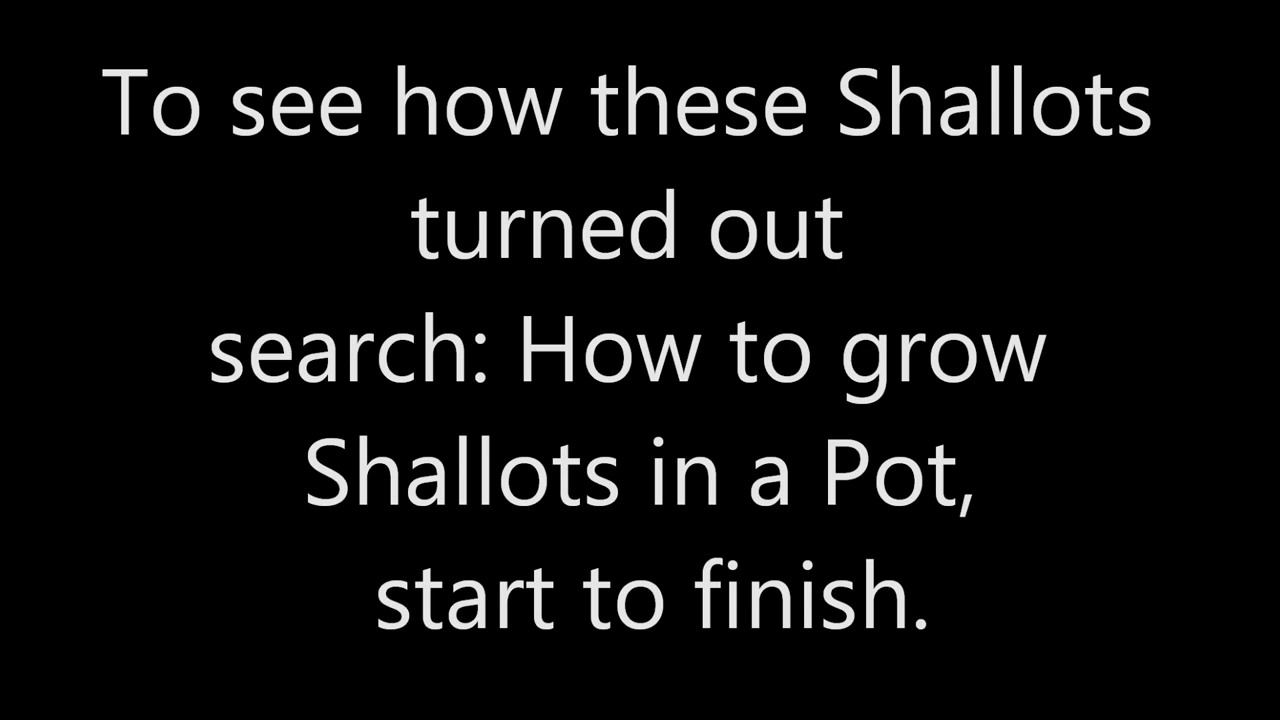 To see how these Shallots
turned out
search: How to grow
Shallots in a Pot,
start to finish.